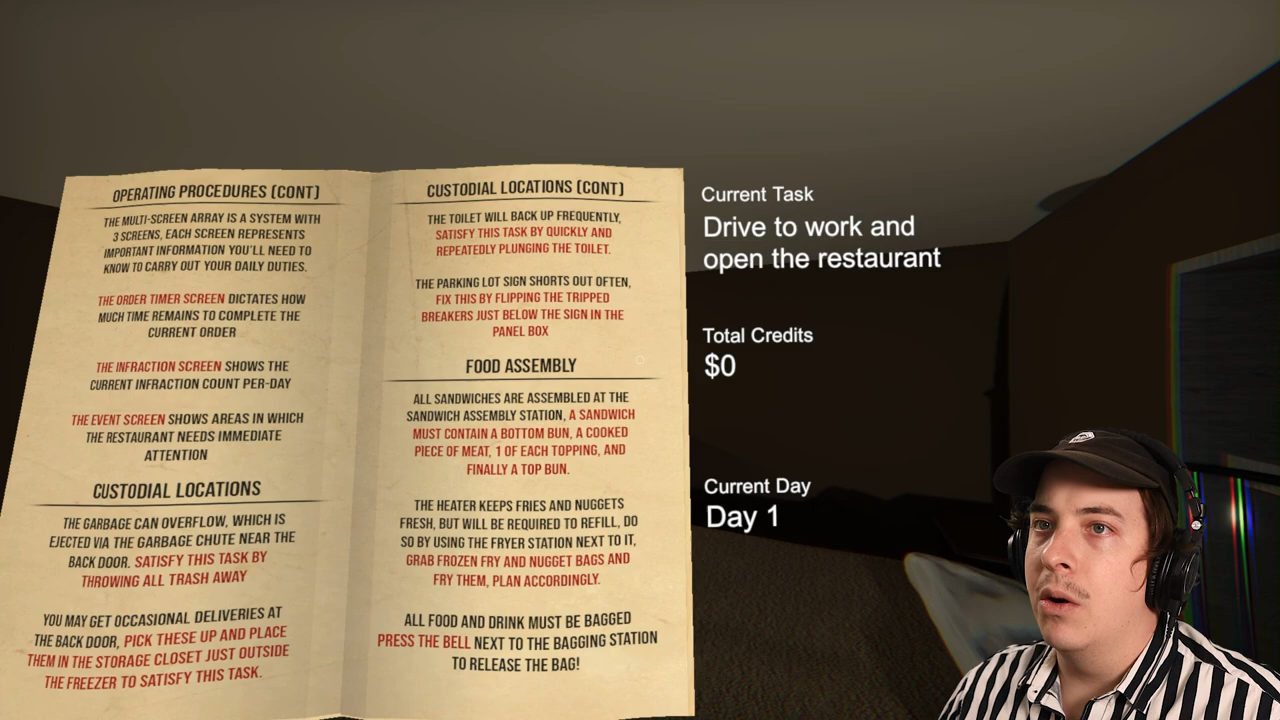 OPERATING PROCEDURES (CONT)
THE MULTI-SCREEN ARRAY IS A SYSTEM WITH
3 SCREENS, EACH SCREEN REPRESENTS
IMPORTANT INFORMATION YOU'LL NEED TO
KNOW TO CARRY OUT YOUR DAILY DUTIES.
THE ORDER TIMER SCREEN DICTATES HOW
MUCH TIME REMAINS TO COMPLETE THE
CURRENT ORDER
THE INFRACTION SCREEN SHOWS THE
CURRENT INFRACTION COUNT PER-DAY
THE EVENT SCREEN SHOWS AREAS IN WHICH
THE RESTAURANT NEEDS IMMEDIATE
ATTENTION
CUSTODIAL LOCATIONS
THE GARBAGE CAN OVERFLOW, WHICH IS
EJECTED VIA THE GARBAGE CHUTE NEAR THE
BACK DOOR. SATISFY THIS TASK BY
THROWING ALL TRASH AWAY
YOU MAY GET OCCASIONAL DELIVERIES AT
THE BACK DOOR, PICK THESE UP AND PLACE
THEM IN THE STORAGE CLOSET JUST OUTSIDE
THE FREEZER TO SATISFY THIS TASK.
CUSTODIAL LOCATIONS (CONT)
THE TOILET WILL BACK UP FREQUENTLY,
SATISFY THIS TASK BY QUICKLY AND
REPEATEDLY PLUNGING THE TOILET.
THE PARKING LOT SIGN SHORTS OUT OFTEN,
FIX THIS BY FLIPPING THE TRIPPED
BREAKERS JUST BELOW THE SIGN IN THE
PANEL BOX
FOOD ASSEMBLY
ALL SANDWICHES ARE ASSEMBLED AT THE
SANDWICH ASSEMBLY STATION, A SANDWICH
MUST CONTAIN A BOTTOM BUN, A COOKED
PIECE OF MEAT, 1 OF EACH TOPPING, AND
FINALLY A TOP BUN.
THE HEATER KEEPS FRIES AND NUGGETS
FRESH, BUT WILL BE REQUIRED TO REFILL, DO
SO BY USING THE FRYER STATION NEXT TO IT,
GRAB FROZEN FRY AND NUGGET BAGS AND
FRY THEM, PLAN ACCORDINGLY.
ALL FOOD AND DRINK MUST BE BAGGED
PRESS THE BELL NEXT TO THE BAGGING STATION
TO RELEASE THE BAG!
Current Task
Drive to work and
open the restaurant
Total Credits
$0
Current Day
Day 1